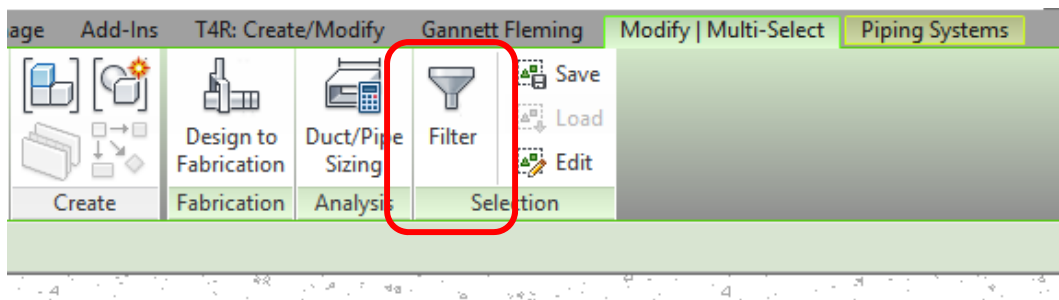 age Add-Ins T4R: Create/Modify Gannett Fleming Modify | Multi-Select Piping Systems
Save
Load
Design to Fabrication
Duct/Pipe Sizing
Filter
Edit
Create Fabrication Analysis Selection